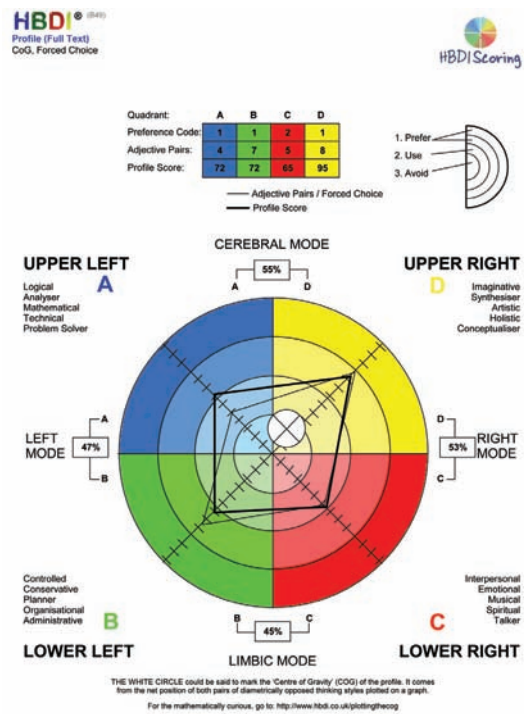 HBDI® (B49)
Profile (Full Text)
CoG, Forced Choice
HBDI Scoring
Quadrant: A B C D
Preference Code: 1 1 2 1
Adjective Pairs: 4 7 5 8
Profile Score: 72 72 65 95
1. Prefer
2. Use
3. Avoid
Adjective Pairs / Forced Choice
Profile Score
CEREBRAL MODE
55%
A D
UPPER LEFT
A
Logical
Analyser
Mathematical
Technical
Problem Solver
UPPER RIGHT
D
Imaginative
Synthesiser
Artistic
Holistic
Conceptualiser
A
LEFT
MODE
47%
B
D
53%
RIGHT
MODE
C
Controlled
Conservative
Planner
Organisational
Administrative
B
LOWER LEFT
B C
45%
LIMBIC MODE
Interpersonal
Emotional
Musical
Spiritual
Talker
C
LOWER RIGHT
THE WHITE CIRCLE could be said to mark the 'Centre of Gravity' (COG) of the profile. It comes
from the net position of both pairs of diametrically opposed thinking styles plotted on a graph.
For the mathematically curious, go to: http://www.hbdi.co.uk/plottingthecog